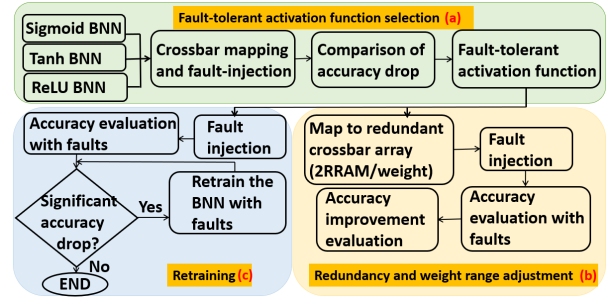 Fault-tolerant activation function selection (a)
Sigmoid BNN
Tanh BNN
ReLU BNN
Crossbar mapping
and fault-injection
Comparison of
accuracy drop
Fault-tolerant
activation function
Accuracy evaluation
with faults
Fault
injection
Significant
accuracy
drop?
Yes
Retrain the
BNN with
faults
No
END
Retraining (c)
Map to redundant
crossbar array
(2RRAM/weight)
Fault
injection
Accuracy
improvement
evaluation
Accuracy
evaluation with
faults
Redundancy and weight range adjustment (b)